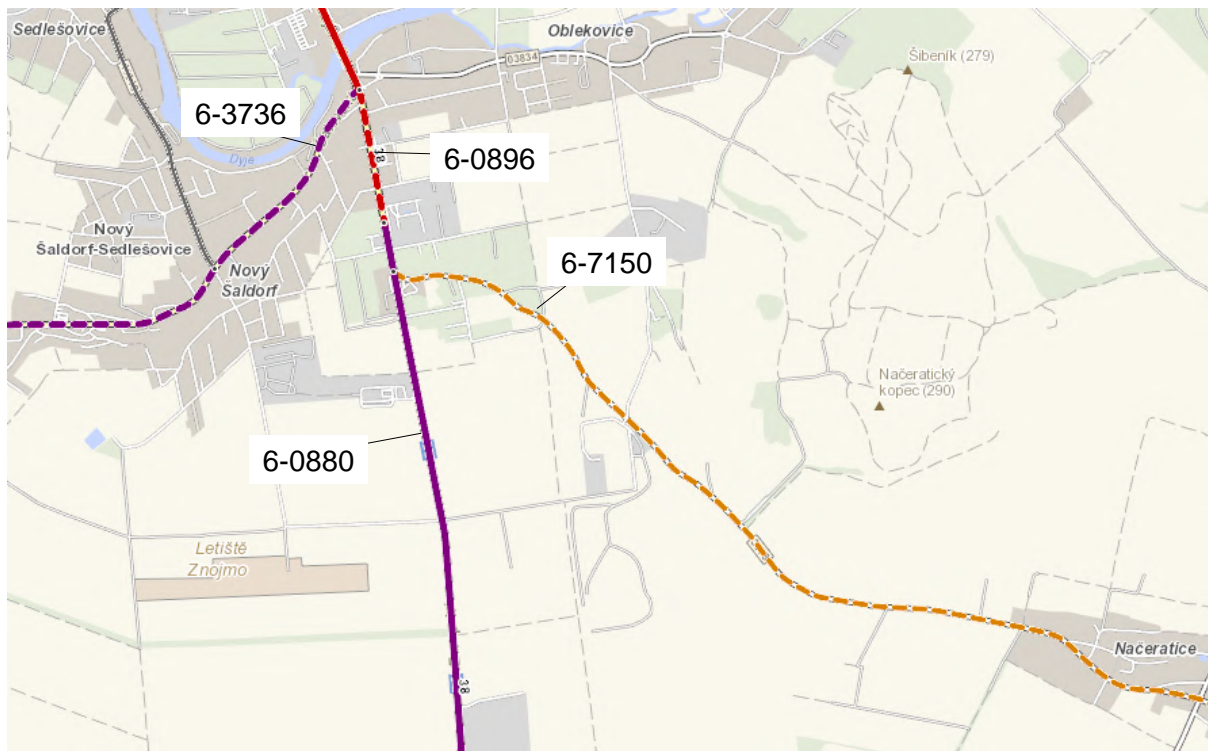 Sedlešovice
Oblekovice
03834
Šibeník (279)
6-3736
38
6-0896
Dyje
Nový
Šaldorf-Sedlešovice
Nový
Šaldorf
6-7150
Načeratický
kopec (290)
6-0880
Letiště
Znojmo
Načeratice
38